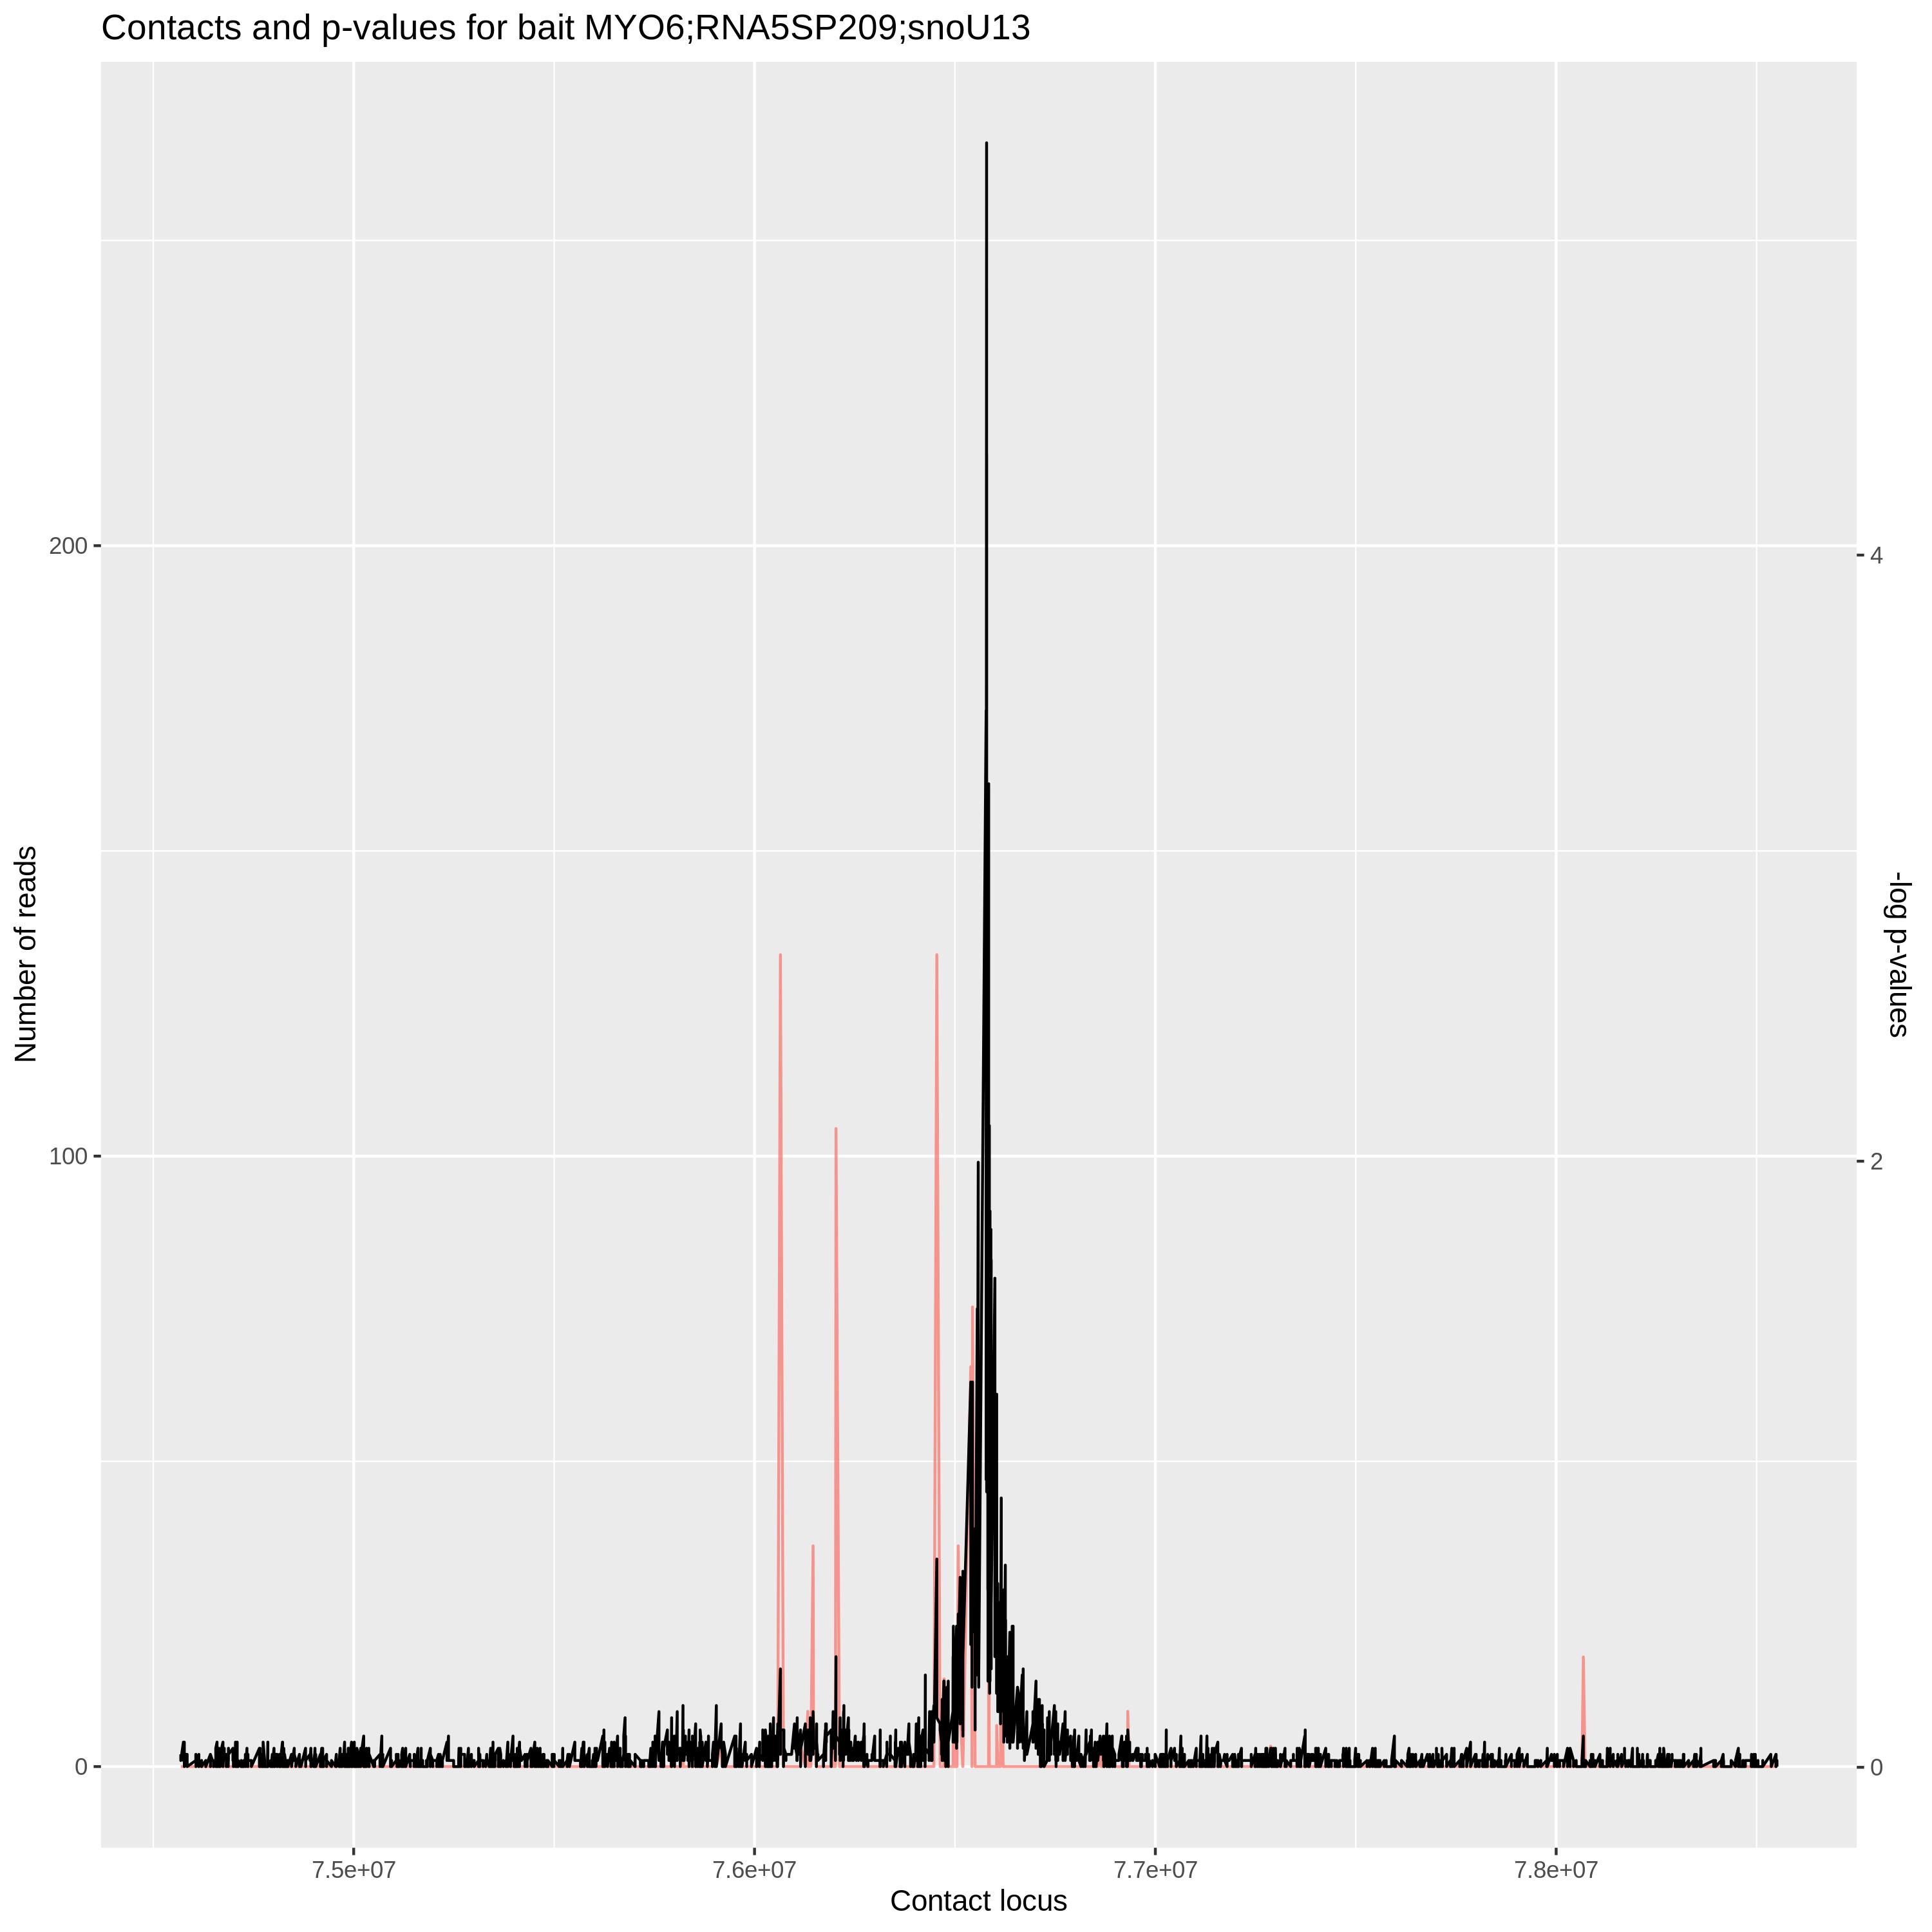 Contacts and p-values for bait MYO6;RNA5SP209;snoU13
Number of reads
200
100
0
4
2
0
-log p-values
7.5e+07
7.6e+07
7.7e+07
7.8e+07
Contact locus